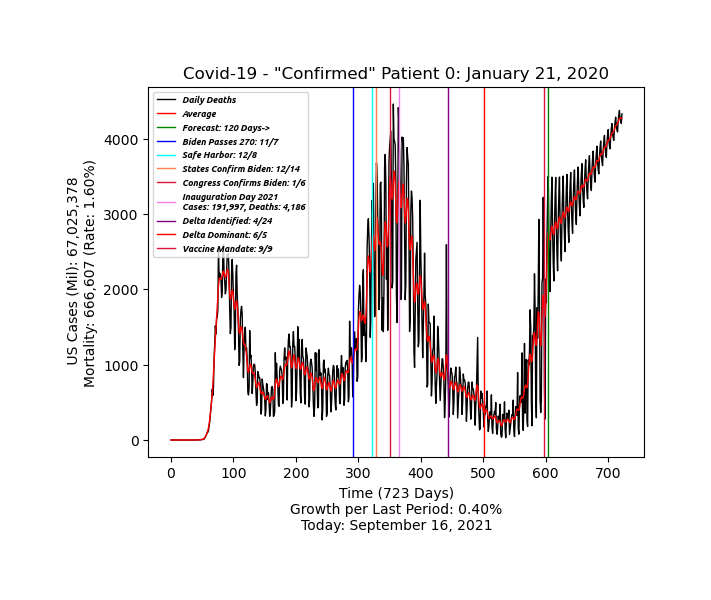 Covid-19 - "Confirmed" Patient 0: January 21, 2020
Daily Deaths
Average
Forecast: 120 Days->
Biden Passes 270: 11/7
Safe Harbor: 12/8
States Confirm Biden: 12/14
Congress Confirms Biden: 1/6
Inauguration Day 2021
Cases: 191,997, Deaths: 4,186
Delta Identified: 4/24
Delta Dominant: 6/5
Vaccine Mandate: 9/9
US Cases (Mil): 67,025,378
Mortality: 666,607 (Rate: 1.60%)
4000
3000
2000
1000
0
0 100 200 300 400 500 600 700
Time (723 Days)
Growth per Last Period: 0.40%
Today: September 16, 2021